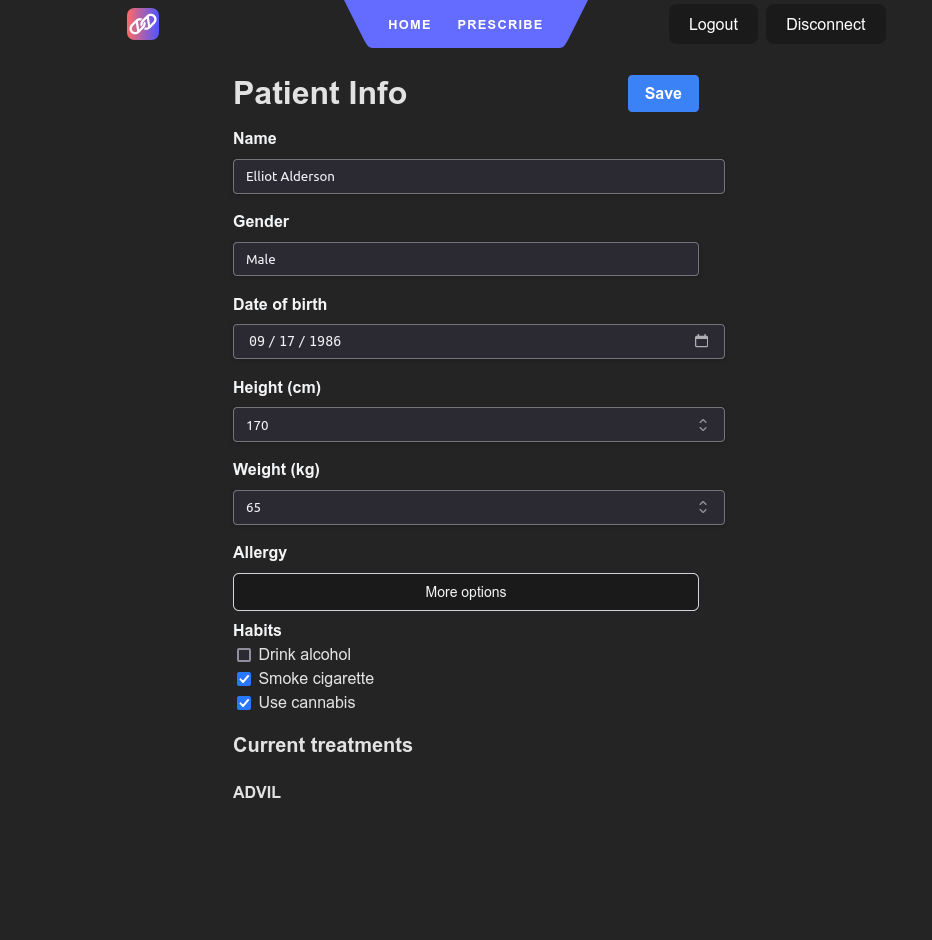 HOME PRESCRIBE
Logout Disconnect
Patient Info
Save
Name
Elliot Alderson
Gender
Male
Date of birth
09 / 17 / 1986
Height (cm)
170
Weight (kg)
65
Allergy
More options
Habits
Drink alcohol
Smoke cigarette
Use cannabis
Current treatments
ADVIL